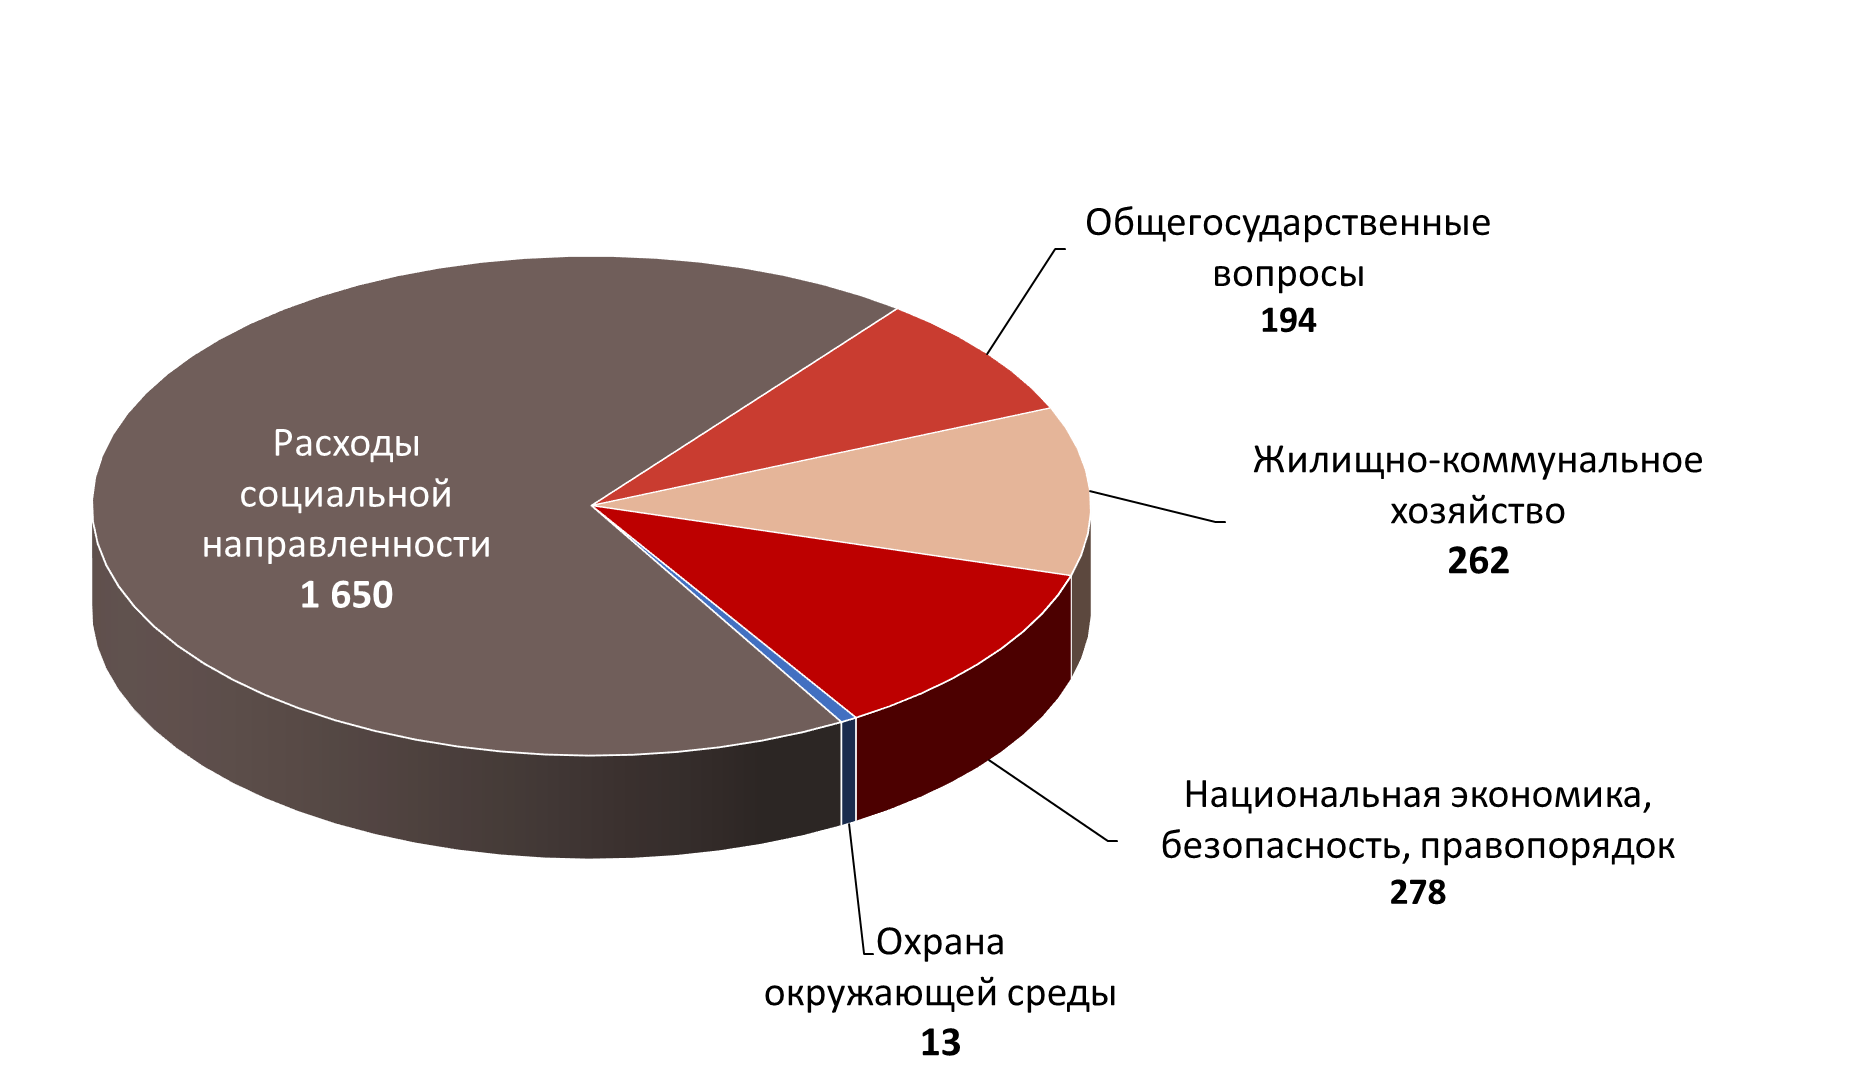 Общегосударственные
вопросы
194
Расходы
социальной
направленности
1 650
Жилищно-коммунальное
хозяйство
262
Национальная экономика,
безопасность, правопорядок
278
Охрана
окружающей среды
13